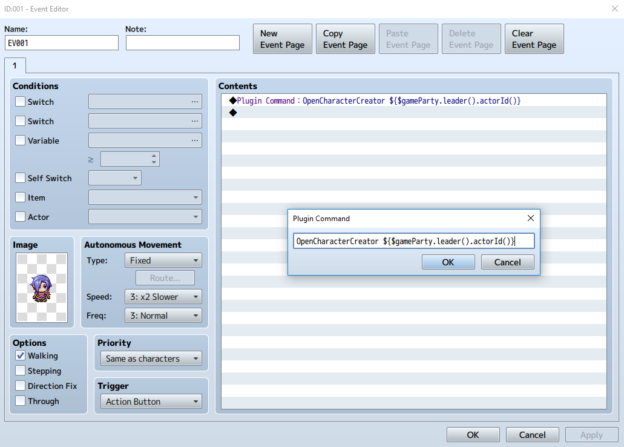 ID:001 - Event Editor
Name:
Note:
EV001
New
Event Page
Copy
Event Page
Paste
Event Page
Delete
Event Page
Clear
Event Page
1
Conditions
Switch
...
Switch
...
Variable
...
≥
Self Switch
Item
Actor
Image
Autonomous Movement
Type:
Fixed
Route...
Speed:
3: x2 Slower
Freq:
3: Normal
Options
Walking
Stepping
Direction Fix
Through
Priority
Same as characters
Trigger
Action Button
Contents
◆Plugin Command：OpenCharacterCreator ${$gameParty.leader().actorId()}
◆
Plugin Command
OpenCharacterCreator ${$gameParty.leader().actorId()}
OK
Cancel
OK
Cancel
Apply